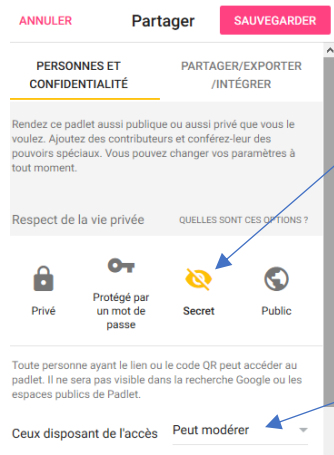 ANNULER Partager SAUVEGARDER
PERSONNES ET CONFIDENTIALITÉ
PARTAGER/EXPORTER /INTÉGRER
Rendez ce padlet aussi publique ou aussi privé que vous le
voulez. Ajoutez des contributeurs et conférez-leur des
pouvoirs spéciaux. Vous pouvez changer vos paramètres à
tout moment.
Respect de la vie privée QUELLES SONT CES OPTIONS ?
Privé
Protégé par
un mot de
passe
Secret
Public
Toute personne ayant le lien ou le code QR peut accéder au
padlet. Il ne sera pas visible dans la recherche Google ou les
espaces publics de Padlet.
Ceux disposant de l'accès Peut modérer